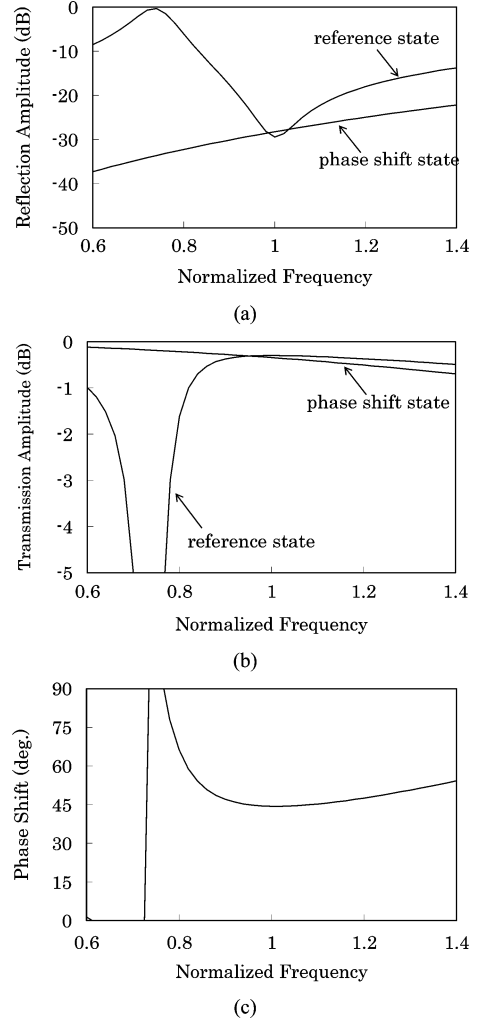 Reflection Amplitude (dB)
0
-10
-20
-30
-40
-50
reference state
phase shift state
0.6 0.8 1 1.2 1.4
Normalized Frequency
(a)
Transmission Amplitude (dB)
0
-1
-2
-3
-4
-5
phase shift state
reference state
0.6 0.8 1 1.2 1.4
Normalized Frequency
(b)
Phase Shift (deg.)
90
75
60
45
30
15
0
0.6 0.8 1 1.2 1.4
Normalized Frequency
(c)